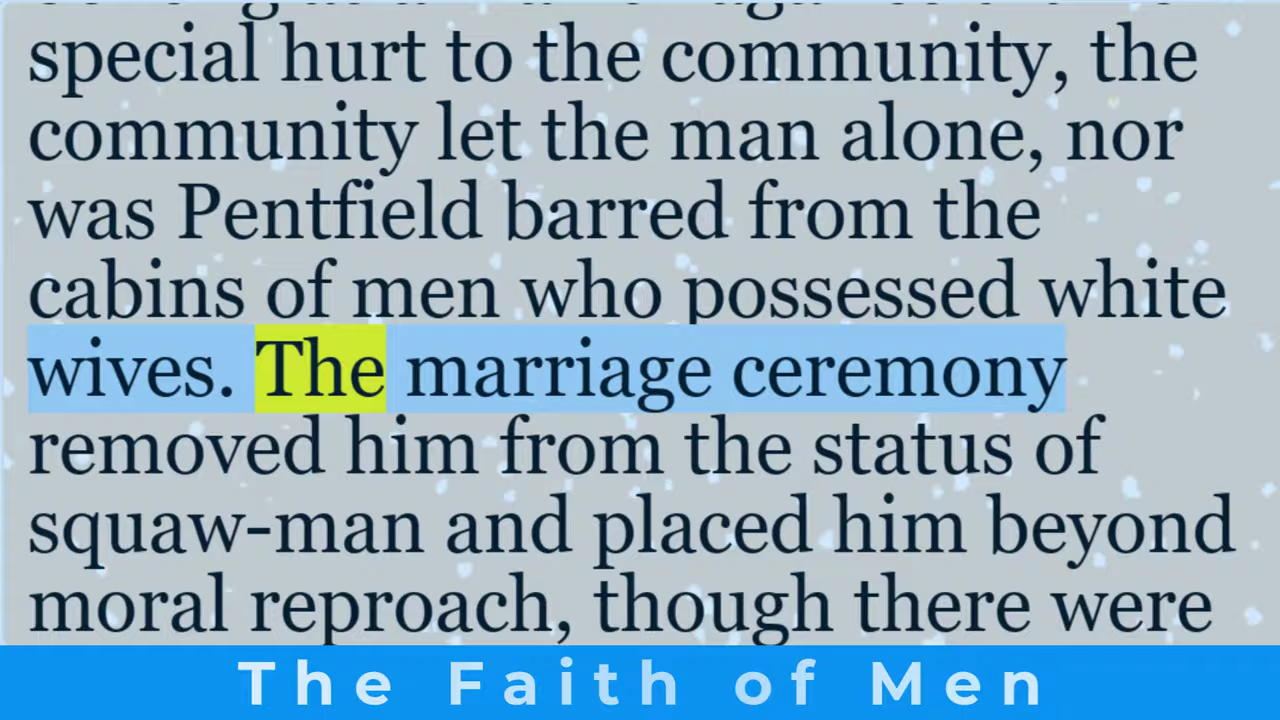 special hurt to the community, the
community let the man alone, nor
was Pentfield barred from the
cabins of men who possessed white
wives. The marriage ceremony
removed him from the status of
squaw-man and placed him beyond
moral reproach, though there were
The Faith of Men